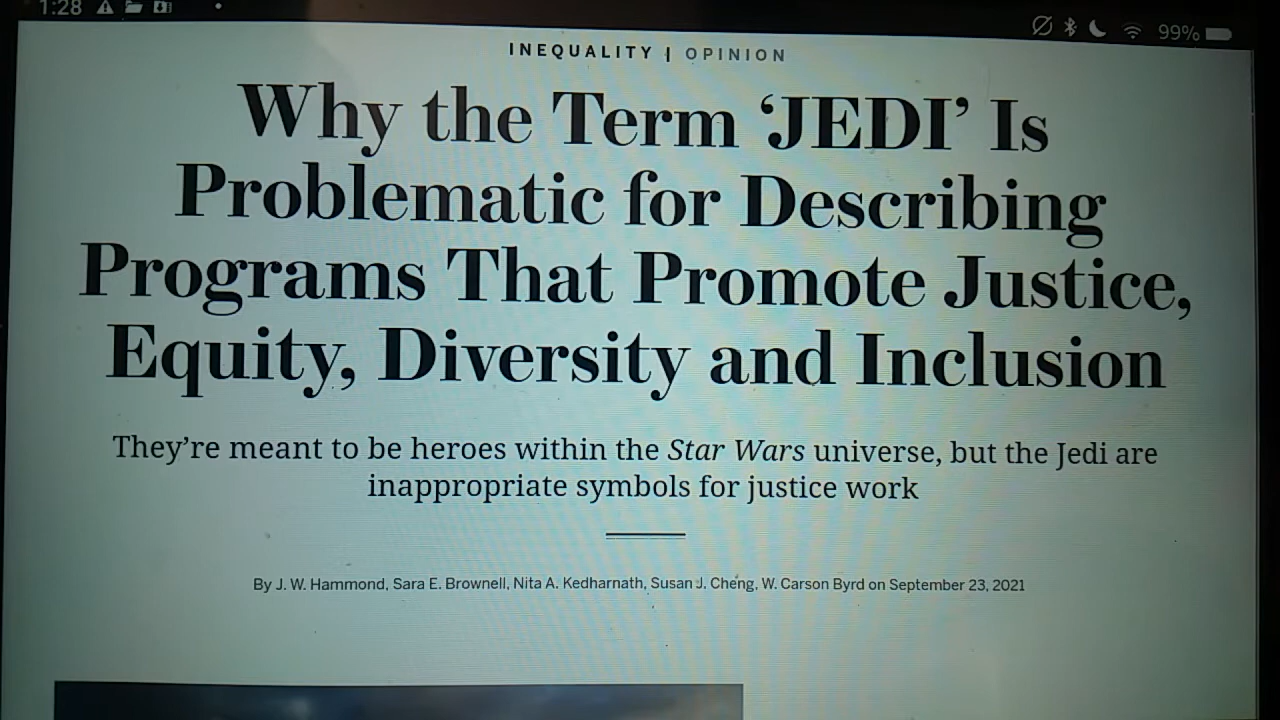 1:28
99%
INEQUALITY | OPINION
Why the Term ‘JEDI’ Is
Problematic for Describing
Programs That Promote Justice,
Equity, Diversity and Inclusion
They’re meant to be heroes within the Star Wars universe, but the Jedi are
inappropriate symbols for justice work
By J. W. Hammond, Sara E. Brownell, Nita A. Kedharnath, Susan J. Cheng, W. Carson Byrd on September 23, 2021